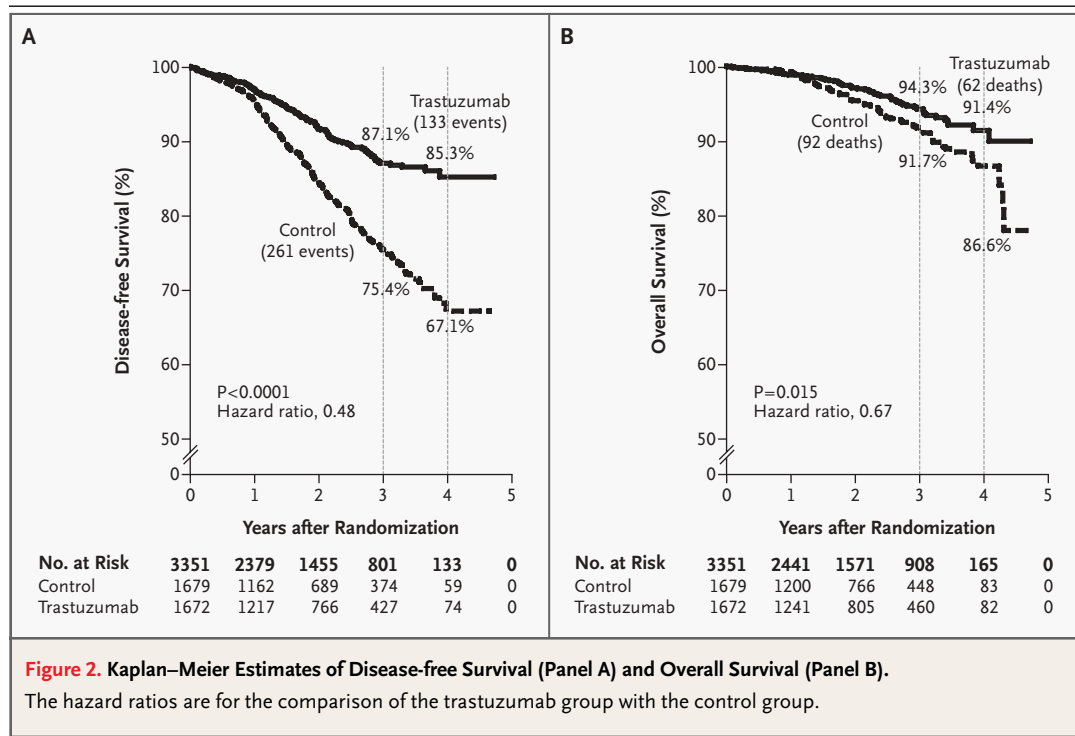 A
100
90
80
70
60
50
0
Disease-free Survival (%)
Trastuzumab
(133 events)
87.1%
85.3%
Control
(261 events)
75.4%
67.1%
P<0.0001
Hazard ratio, 0.48
0 1 2 3 4 5
Years after Randomization
No. at Risk 3351 2379 1455 801 133 0
Control 1679 1162 689 374 59 0
Trastuzumab 1672 1217 766 427 74 0
B
100
90
80
70
60
50
0
Overall Survival (%)
Trastuzumab
(62 deaths)
94.3%
91.4%
Control
(92 deaths)
91.7%
86.6%
P=0.015
Hazard ratio, 0.67
0 1 2 3 4 5
Years after Randomization
No. at Risk 3351 2441 1571 908 165 0
Control 1679 1200 766 448 83 0
Trastuzumab 1672 1241 805 460 82 0
Figure 2. Kaplan–Meier Estimates of Disease-free Survival (Panel A) and Overall Survival (Panel B).
The hazard ratios are for the comparison of the trastuzumab group with the control group.